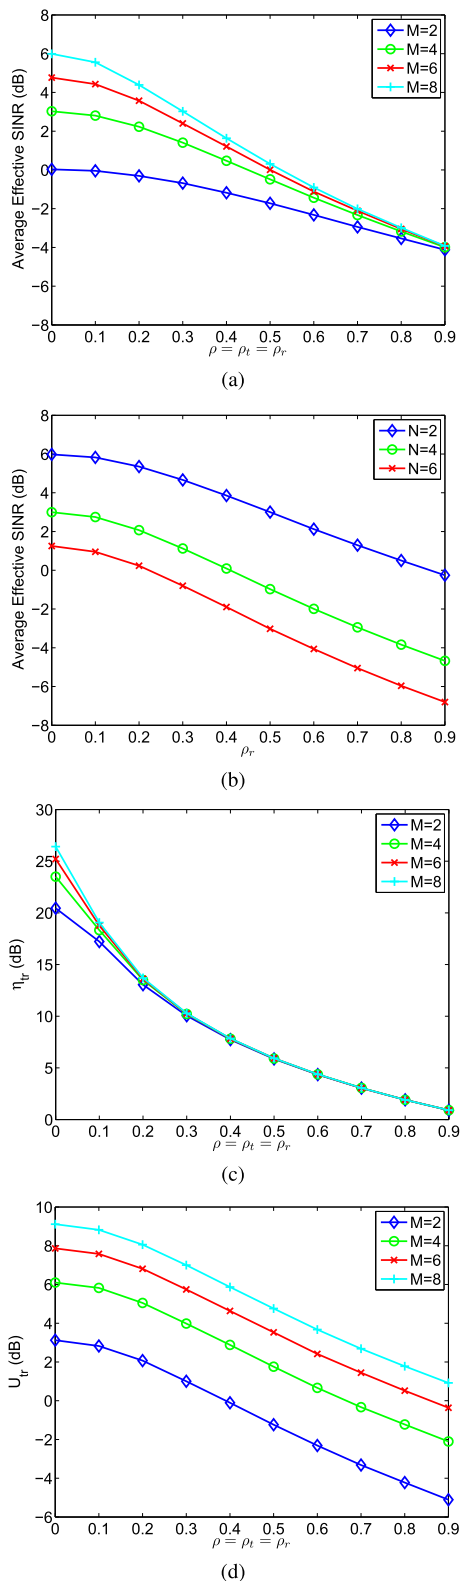 8
6
4
2
0
−2
−4
−6
−8
Average Effective SINR (dB)
M=2
M=4
M=6
M=8
0 0.1 0.2 0.3 0.4 0.5 0.6 0.7 0.8 0.9
ρ = ρt = ρr
(a)
8
6
4
2
0
−2
−4
−6
−8
Average Effective SINR (dB)
N=2
N=4
N=6
0 0.1 0.2 0.3 0.4 0.5 0.6 0.7 0.8 0.9
ρr
(b)
30
25
20
15
10
5
0
ηtr (dB)
M=2
M=4
M=6
M=8
0 0.1 0.2 0.3 0.4 0.5 0.6 0.7 0.8 0.9
ρ = ρt = ρr
(c)
10
8
6
4
2
0
−2
−4
−6
Utr (dB)
M=2
M=4
M=6
M=8
0 0.1 0.2 0.3 0.4 0.5 0.6 0.7 0.8 0.9
ρ = ρt = ρr
(d)